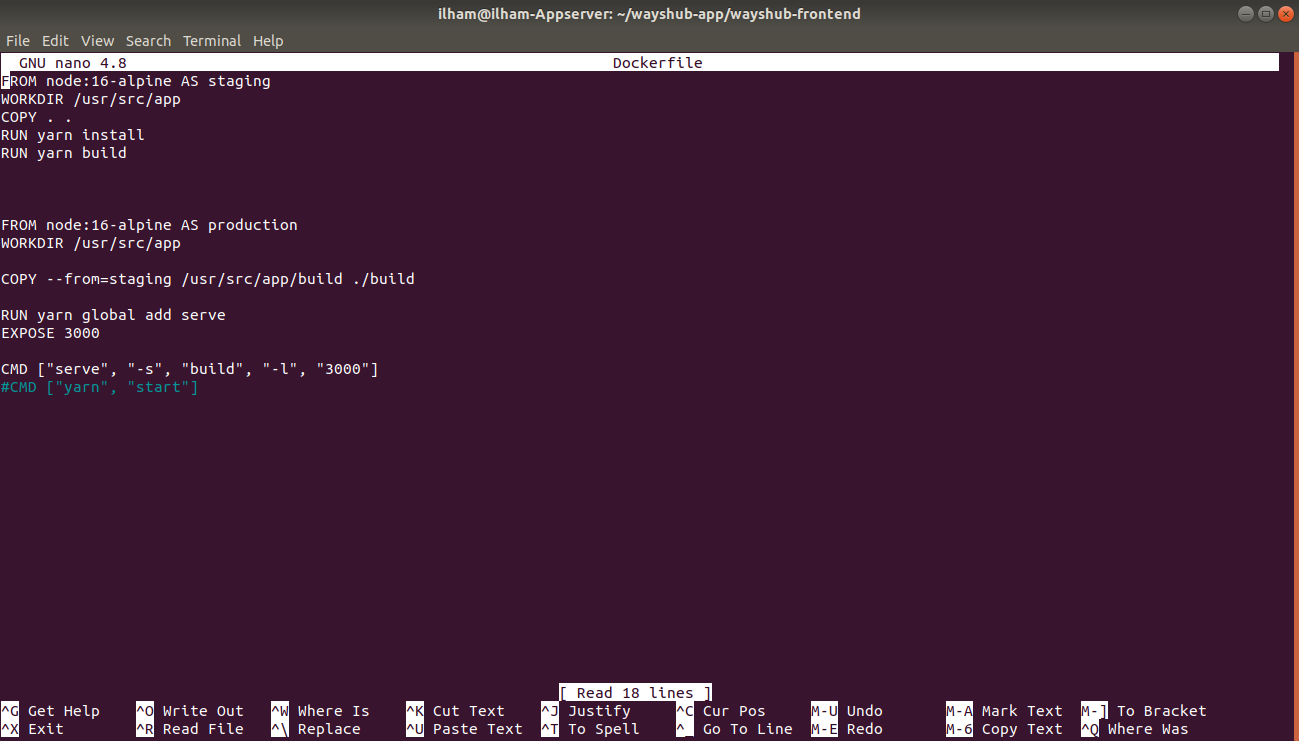 ilham@ilham-Appserver: ~/wayshub-app/wayshub-frontend
File Edit View Search Terminal Help
GNU nano 4.8 Dockerfile
FROM node:16-alpine AS staging
WORKDIR /usr/src/app
COPY . .
RUN yarn install
RUN yarn build
FROM node:16-alpine AS production
WORKDIR /usr/src/app
COPY --from=staging /usr/src/app/build ./build
RUN yarn global add serve
EXPOSE 3000
CMD ["serve", "-s", "build", "-l", "3000"]
#CMD ["yarn", "start"]
[ Read 18 lines ]
^G Get Help ^O Write Out ^W Where Is ^K Cut Text ^J Justify ^C Cur Pos M-U Undo M-A Mark Text M-] To Bracket
^X Exit ^R Read File ^\ Replace ^U Paste Text ^T To Spell ^_ Go To Line M-E Redo M-6 Copy Text ^Q Where Was